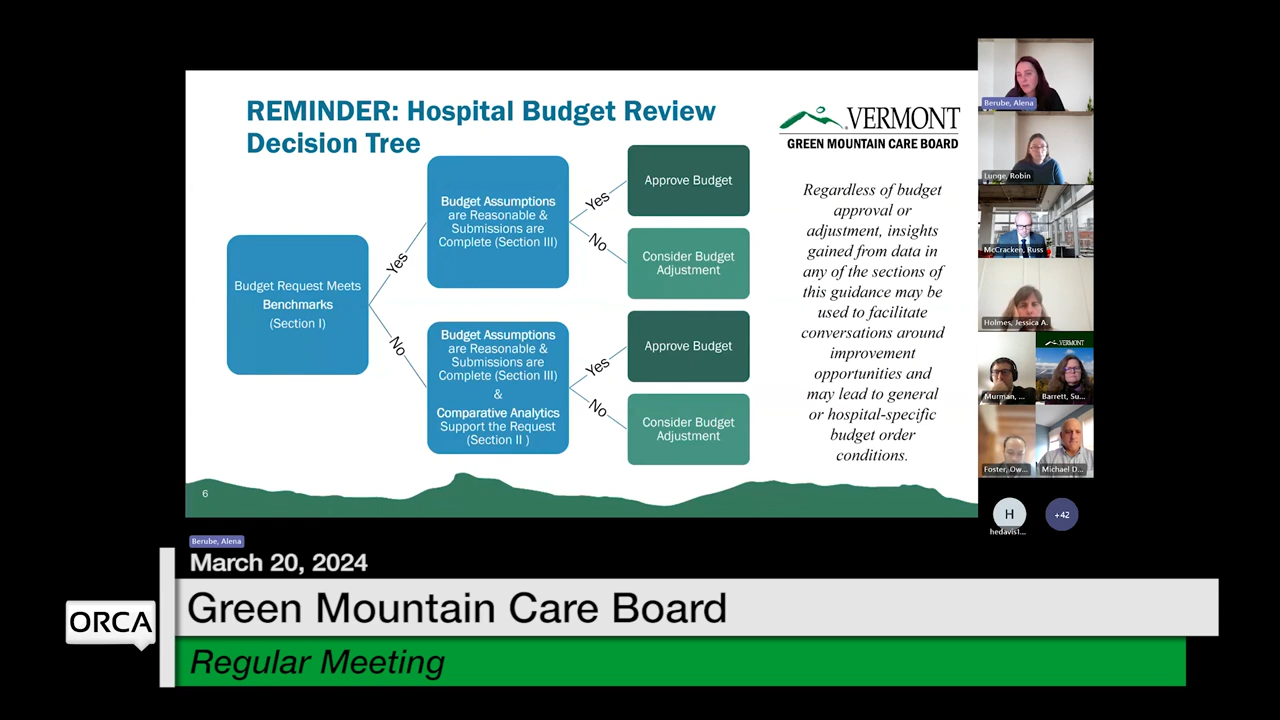 REMINDER: Hospital Budget Review
Decision Tree
VERMONT
GREEN MOUNTAIN CARE BOARD
Budget Request Meets
Benchmarks
(Section I)
Yes
No
Budget Assumptions
are Reasonable &
Submissions are
Complete (Section III)
Yes
No
Approve Budget
Consider Budget
Adjustment
Budget Assumptions
are Reasonable &
Submissions are
Complete (Section III)
&
Comparative Analytics
Support the Request
(Section II )
Yes
No
Approve Budget
Consider Budget
Adjustment
Regardless of budget
approval or
adjustment, insights
gained from data in
any of the sections of
this guidance may be
used to facilitate
conversations around
improvement
opportunities and
may lead to general
or hospital-specific
budget order
conditions.
6
Berube, Alena
Lunge, Robin
McCracken, Russ
Holmes, Jessica A.
VERMONT
Murman, ...
Barrett, Su...
Foster, Ow...
Michael D...
H
+42
hedavis1...
Berube, Alena
March 20, 2024
Green Mountain Care Board
ORCA
Regular Meeting